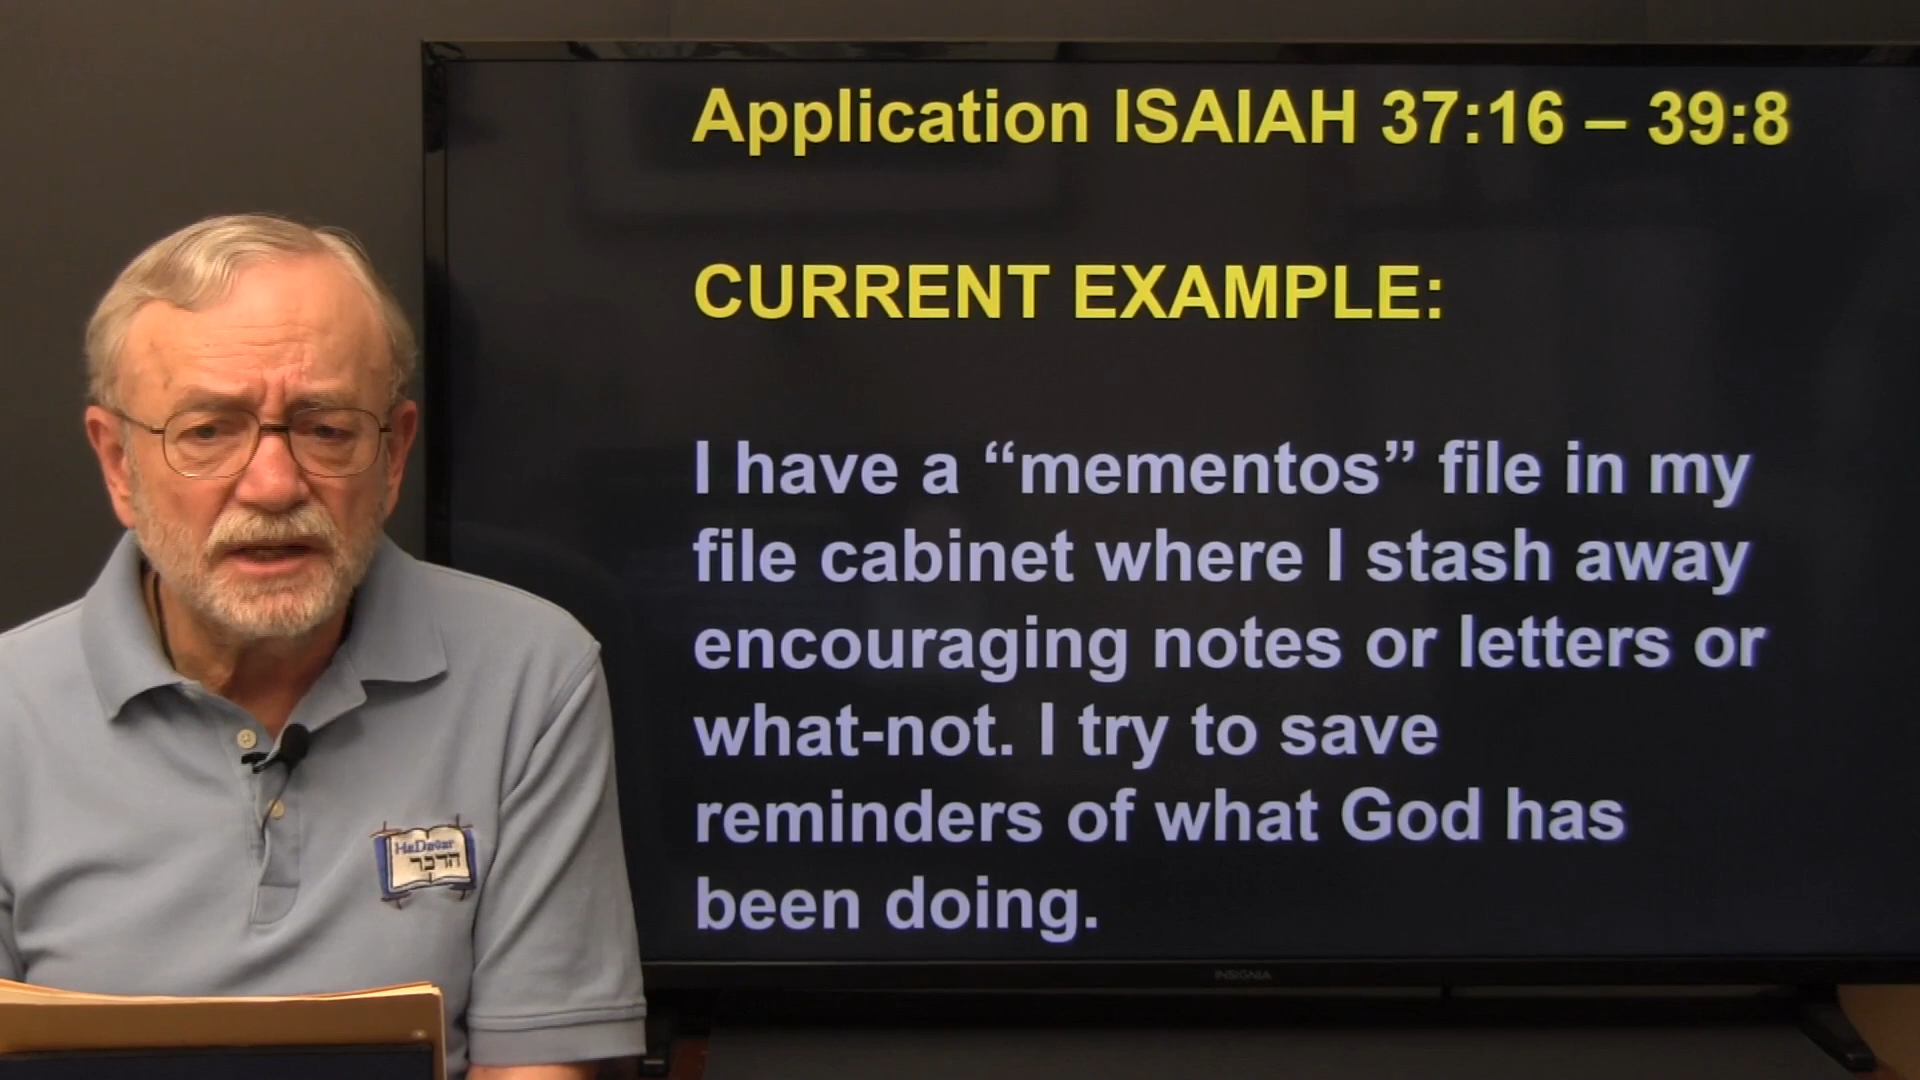 Application ISAIAH 37:16 – 39:8
CURRENT EXAMPLE:
I have a “mementos” file in my
file cabinet where I stash away
encouraging notes or letters or
what-not. I try to save
reminders of what God has
been doing.
HaDavar
הדבר
INSIGNIA